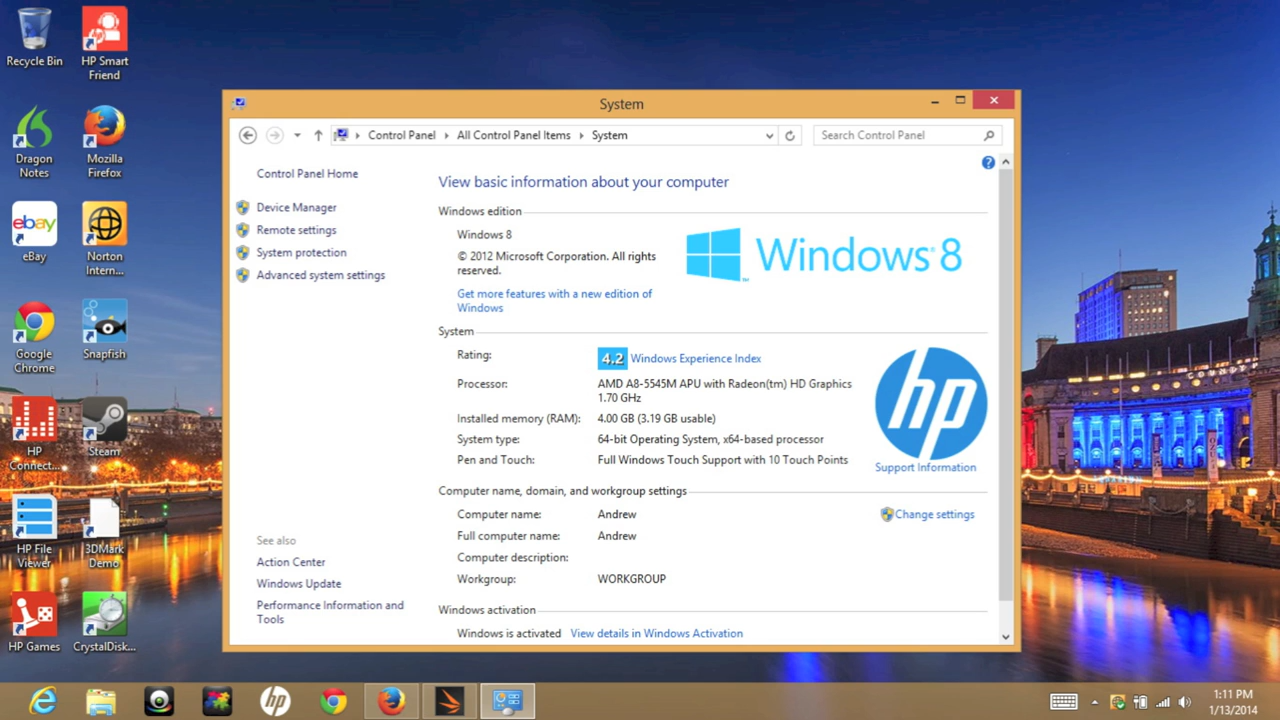 Recycle Bin
HP Smart
Friend
Dragon
Notes
Mozilla
Firefox
ebay
eBay
Norton
Intern...
Google
Chrome
Snapfish
HP
Connect...
Steam
HP File
Viewer
3DMark
Demo
HP Games
CrystalDisk...
System
Control Panel
All Control Panel Items
System
Search Control Panel
Control Panel Home
Device Manager
Remote settings
System protection
Advanced system settings
See also
Action Center
Windows Update
Performance Information and
Tools
View basic information about your computer
Windows edition
Windows 8
© 2012 Microsoft Corporation. All rights
reserved.
Get more features with a new edition of
Windows
Windows® 8
System
Rating: 4.2 Windows Experience Index
Processor: AMD A8-5545M APU with Radeon(tm) HD Graphics
1.70 GHz
Installed memory (RAM): 4.00 GB (3.19 GB usable)
System type: 64-bit Operating System, x64-based processor
Pen and Touch: Full Windows Touch Support with 10 Touch Points
hp
Support Information
Computer name, domain, and workgroup settings
Computer name: Andrew
Change settings
Full computer name: Andrew
Computer description:
Workgroup: WORKGROUP
Windows activation
Windows is activated View details in Windows Activation
hp
1:11 PM
1/13/2014